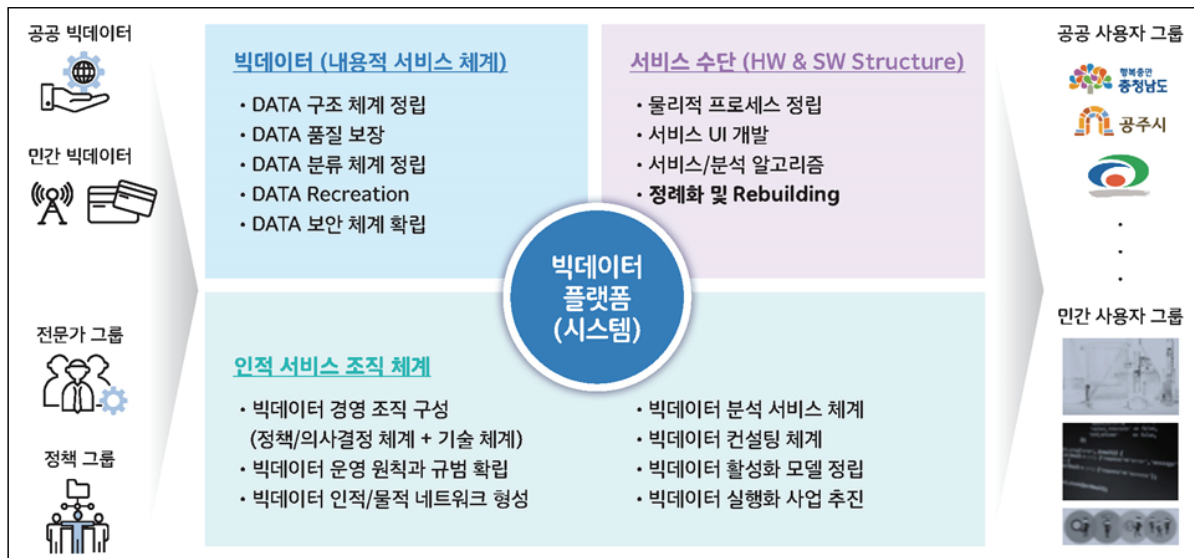 공공 빅데이터
민간 빅데이터
전문가 그룹
정책 그룹
빅데이터 (내용적 서비스 체계)
· DATA 구조 체계 정립
· DATA 품질 보장
· DATA 분류 체계 정립
· DATA Recreation
· DATA 보안 체계 확립
서비스 수단 (HW & SW Structure)
· 물리적 프로세스 정립
· 서비스 UI 개발
· 서비스/분석 알고리즘
· 정례화 및 Rebuilding
빅데이터
플랫폼
(시스템)
인적 서비스 조직 체계
· 빅데이터 경영 조직 구성
(정책/의사결정 체계 + 기술 체계)
· 빅데이터 운영 원칙과 규범 확립
· 빅데이터 인적/물적 네트워크 형성
· 빅데이터 분석 서비스 체계
· 빅데이터 컨설팅 체계
· 빅데이터 활성화 모델 정립
· 빅데이터 실행화 사업 추진
공공 사용자 그룹
행복충만
충청남도
공주시
·
·
·
민간 사용자 그룹